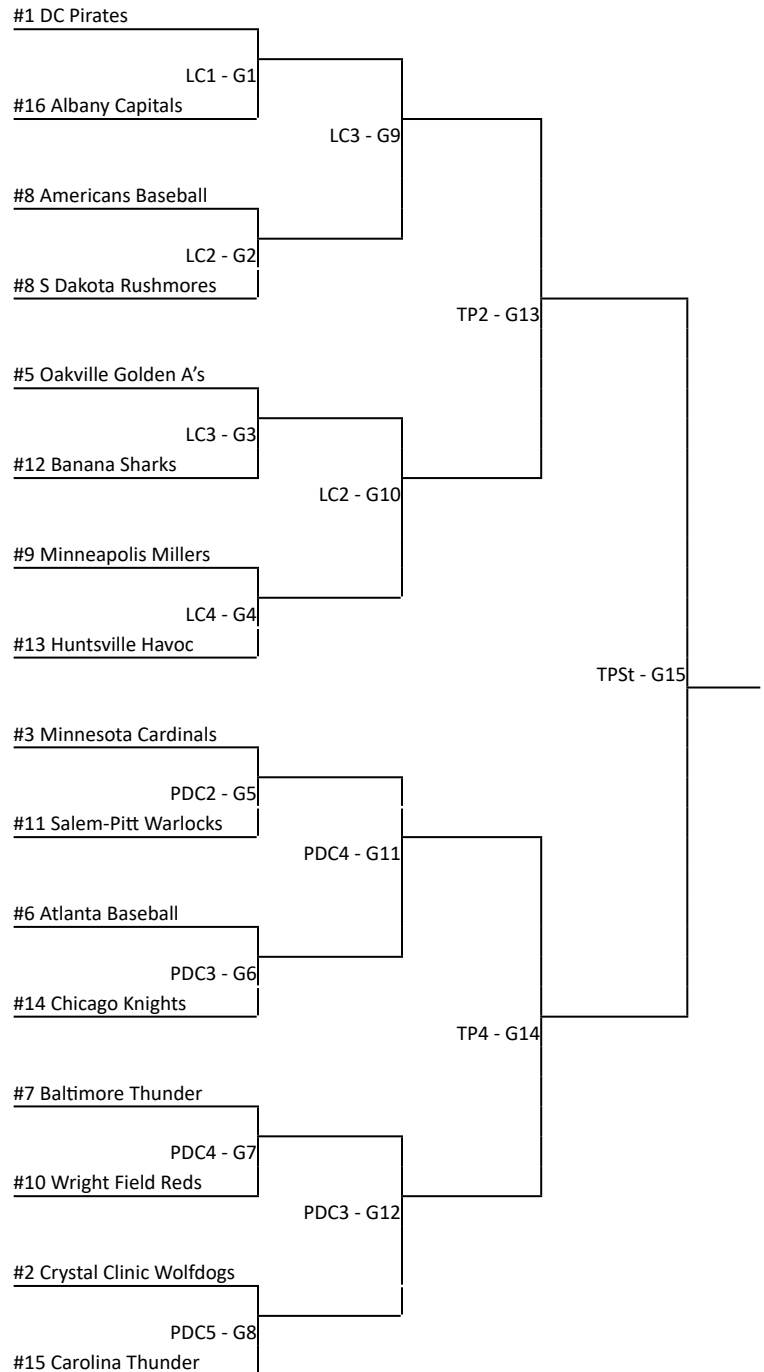 #1 DC Pirates
LC1 - G1
#16 Albany Capitals
LC3 - G9
#8 Americans Baseball
LC2 - G2
#8 S Dakota Rushmores
TP2 - G13
#5 Oakville Golden A’s
LC3 - G3
#12 Banana Sharks
LC2 - G10
#9 Minneapolis Millers
LC4 - G4
#13 Huntsville Havoc
TPSt - G15
#3 Minnesota Cardinals
PDC2 - G5
#11 Salem-Pitt Warlocks
PDC4 - G11
#6 Atlanta Baseball
PDC3 - G6
#14 Chicago Knights
TP4 - G14
#7 Baltimore Thunder
PDC4 - G7
#10 Wright Field Reds
PDC3 - G12
#2 Crystal Clinic Wolfdogs
PDC5 - G8
#15 Carolina Thunder